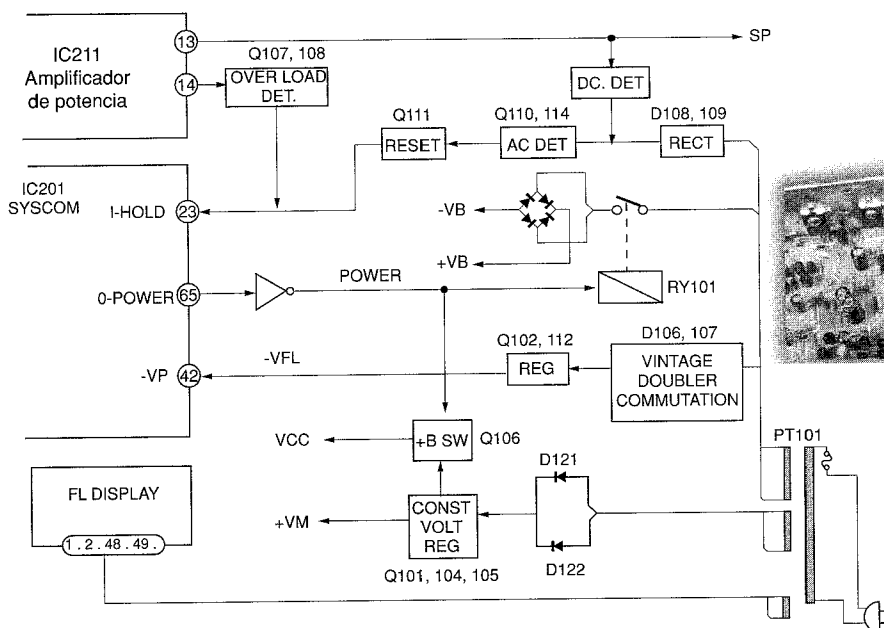 13
SP
IC211
Amplificador
de potencia
14
Q107, 108
OVER LOAD
DET.
DC. DET
Q111
Q110, 114
D108, 109
RESET
AC DET
RECT
IC201
SYSCOM
I-HOLD
23
-VB
+VB
0-POWER
65
POWER
RY101
Q102, 112
D106, 107
-VFL
-VP
42
REG
VINTAGE
DOUBLER
COMMUTATION
VCC
+B SW
Q106
PT101
D121
FL DISPLAY
1 . 2 . 48 . 49 .
+VM
CONST
VOLT
REG
D122
Q101, 104, 105